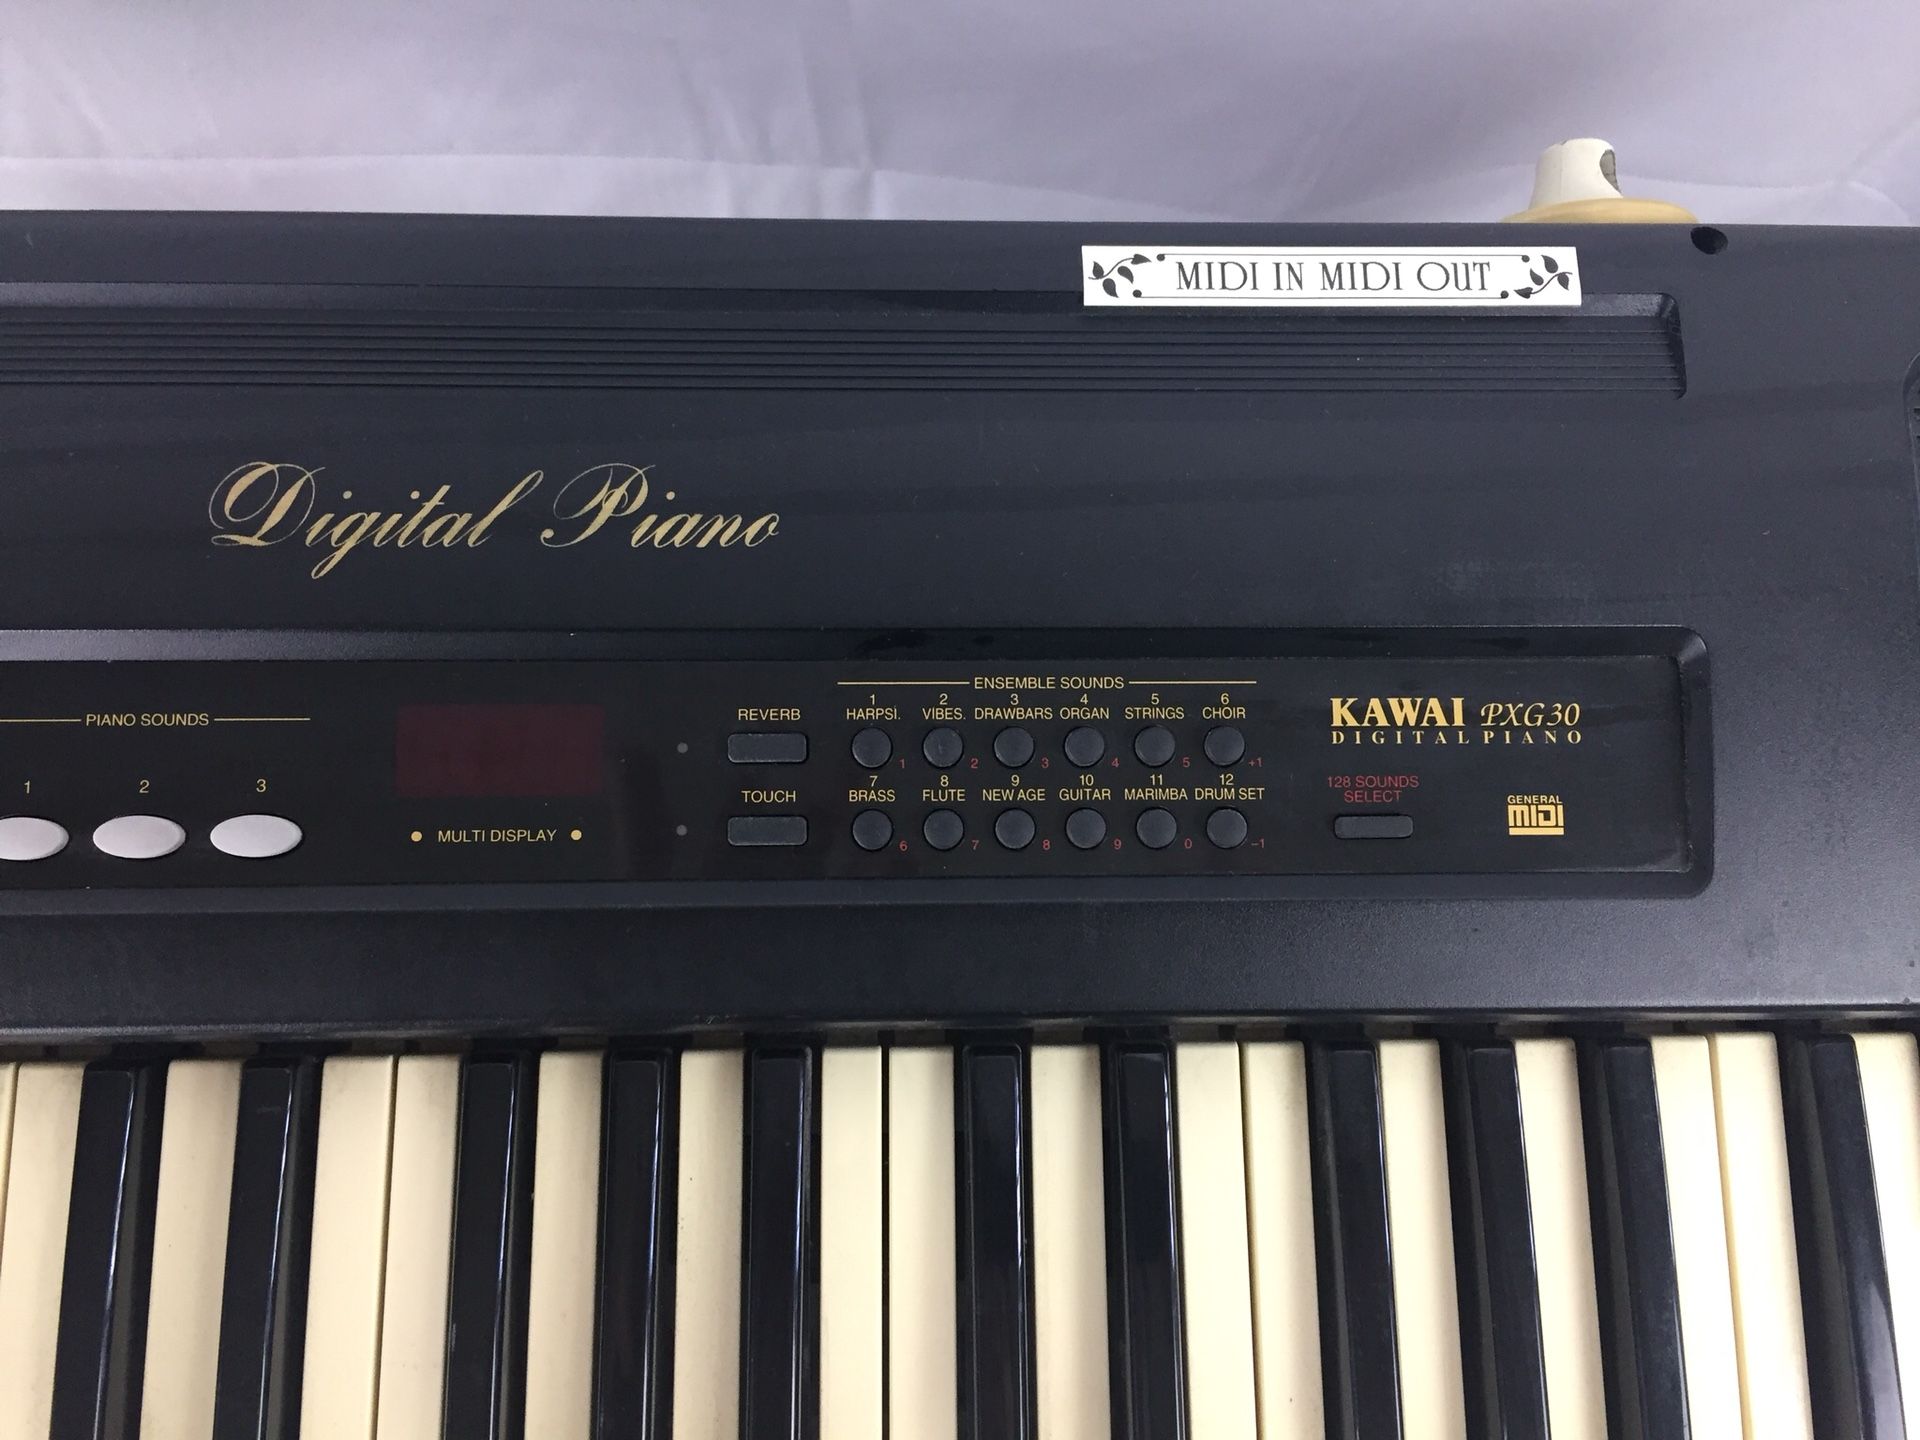 MIDI IN MIDI OUT
Digital Piano
PIANO SOUNDS
1 2 3
MULTI DISPLAY
REVERB
TOUCH
ENSEMBLE SOUNDS
1 2 3 4 5 6
HARPSI. VIBES. DRAWBARS ORGAN STRINGS CHOIR
1 2 3 4 5 +1
7 8 9 10 11 12
BRASS FLUTE NEW AGE GUITAR MARIMBA DRUM SET
6 7 8 9 0 −1
KAWAI PXG30
DIGITAL PIANO
128 SOUNDS
SELECT
GENERAL
MIDI